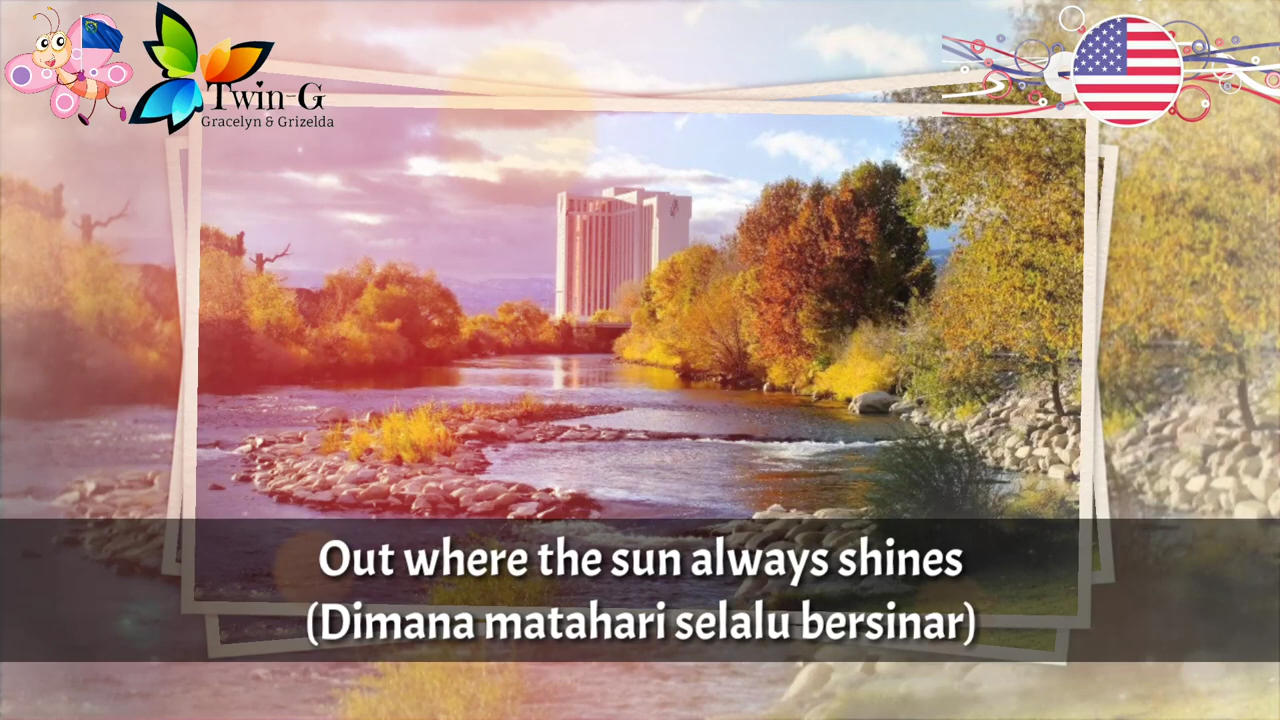 Twin-G
Gracelyn & Grizelda
Out where the sun always shines
(Dimana matahari selalu bersinar)